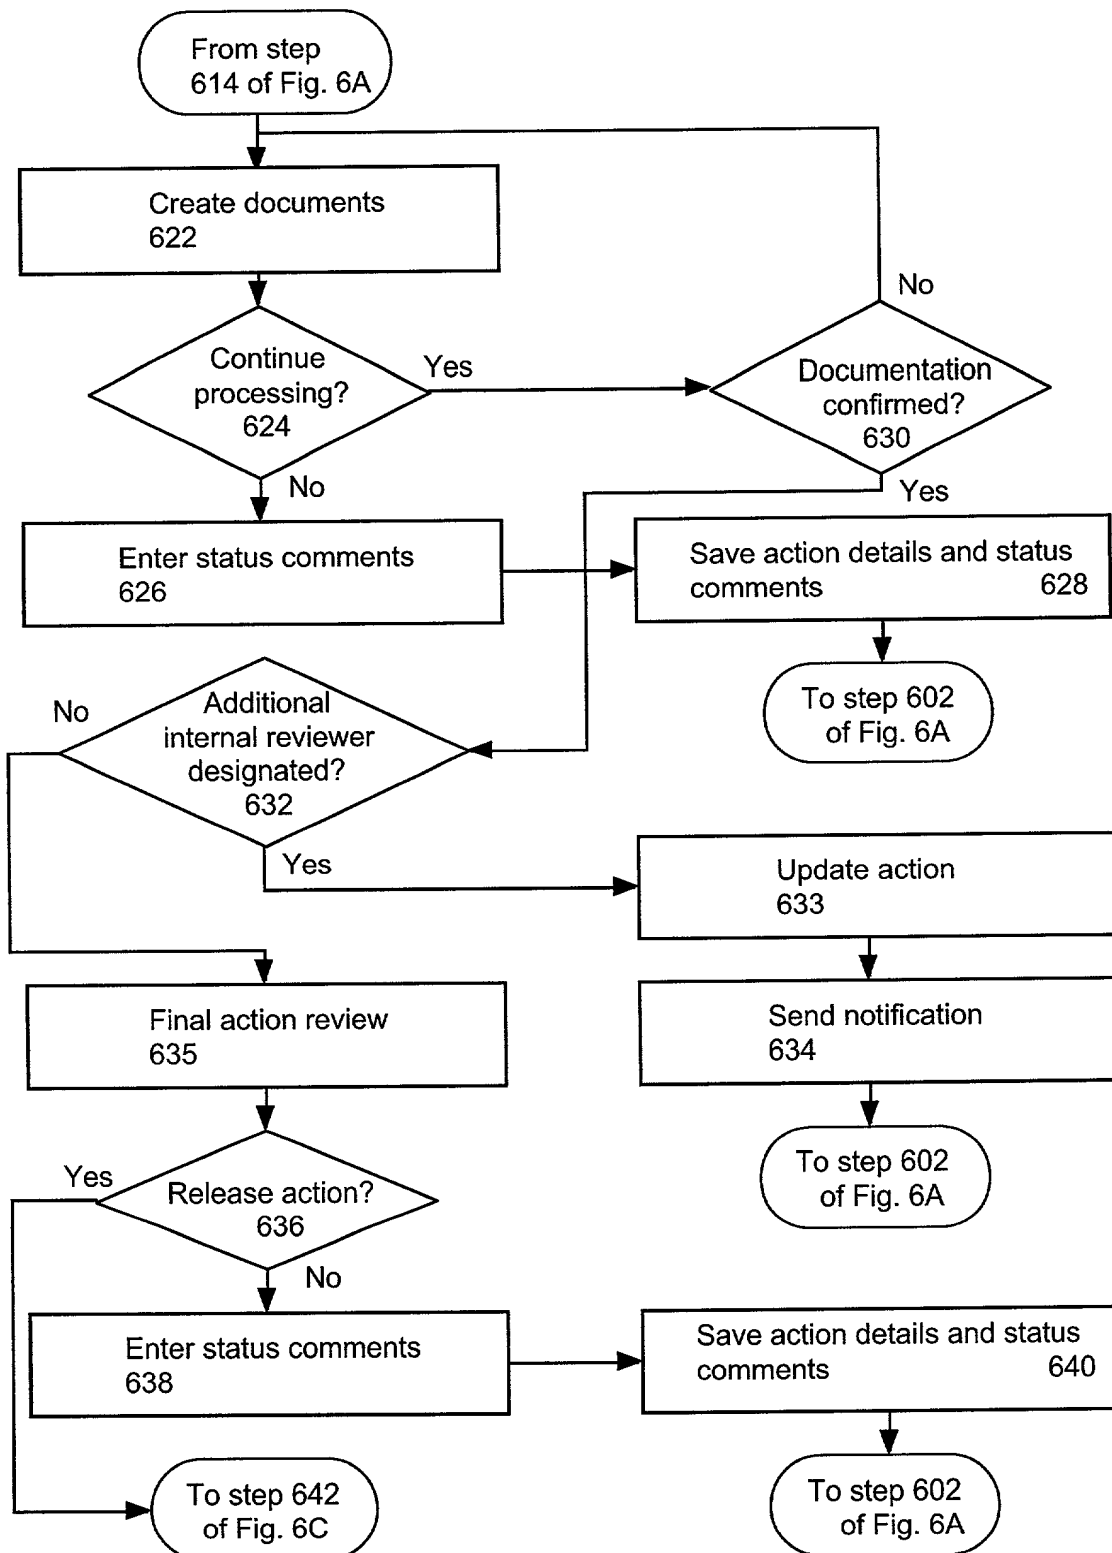 From step
614 of Fig. 6A
Create documents
622
No
Continue
processing?
624
Yes
Documentation
confirmed?
630
No
Yes
Enter status comments
626
Save action details and status
comments 628
To step 602
of Fig. 6A
No
Additional
internal reviewer
designated?
632
Yes
Update action
633
Final action review
635
Send notification
634
To step 602
of Fig. 6A
Yes
Release action?
636
No
Enter status comments
638
Save action details and status
comments 640
To step 642
of Fig. 6C
To step 602
of Fig. 6A